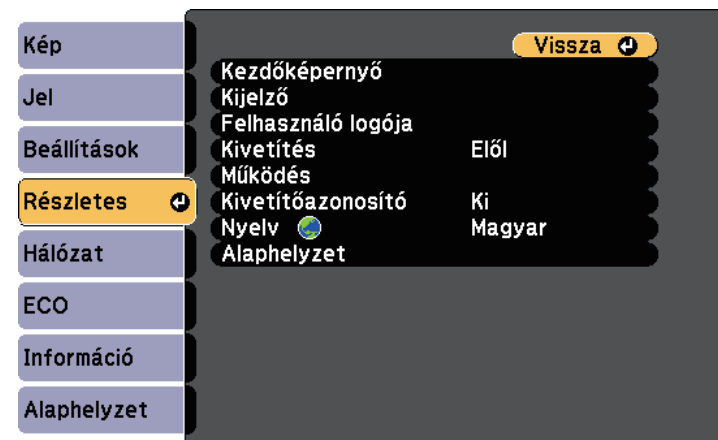 Kép
Jel
Beállítások
Részletes
Hálózat
ECO
Információ
Alaphelyzet
Vissza
Kezdőképernyő
Kijelző
Felhasználó logója
Kivetítés Elől
Működés
Kivetítőazonosító Ki
Nyelv Magyar
Alaphelyzet